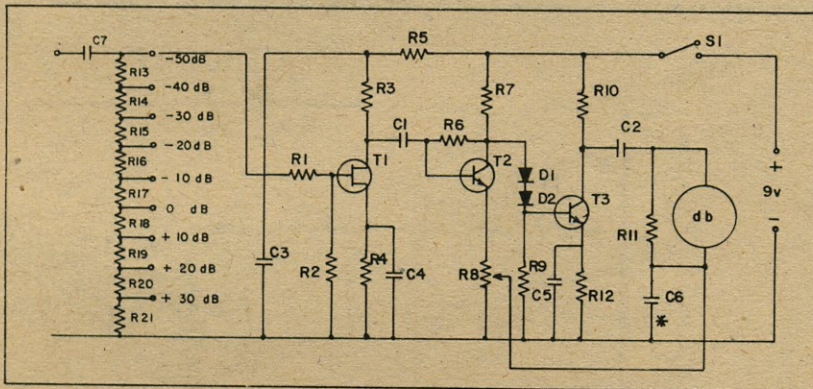 C7
-50dB
R5
S1
R13
-40 dB
R3
R7
R10
R14
-30 dB
R15
-20dB
C1
R6
C2
R16
- 10 dB
R1
T1
T2
D1
+
R17
0 dB
D2
T3
db
9v
R18
-
+ 10 dB
R11
R19
C3
R2
R4
C4
R8
R9
+ 20 dB
C5
R12
C6
R20
+ 30 dB
*
R21